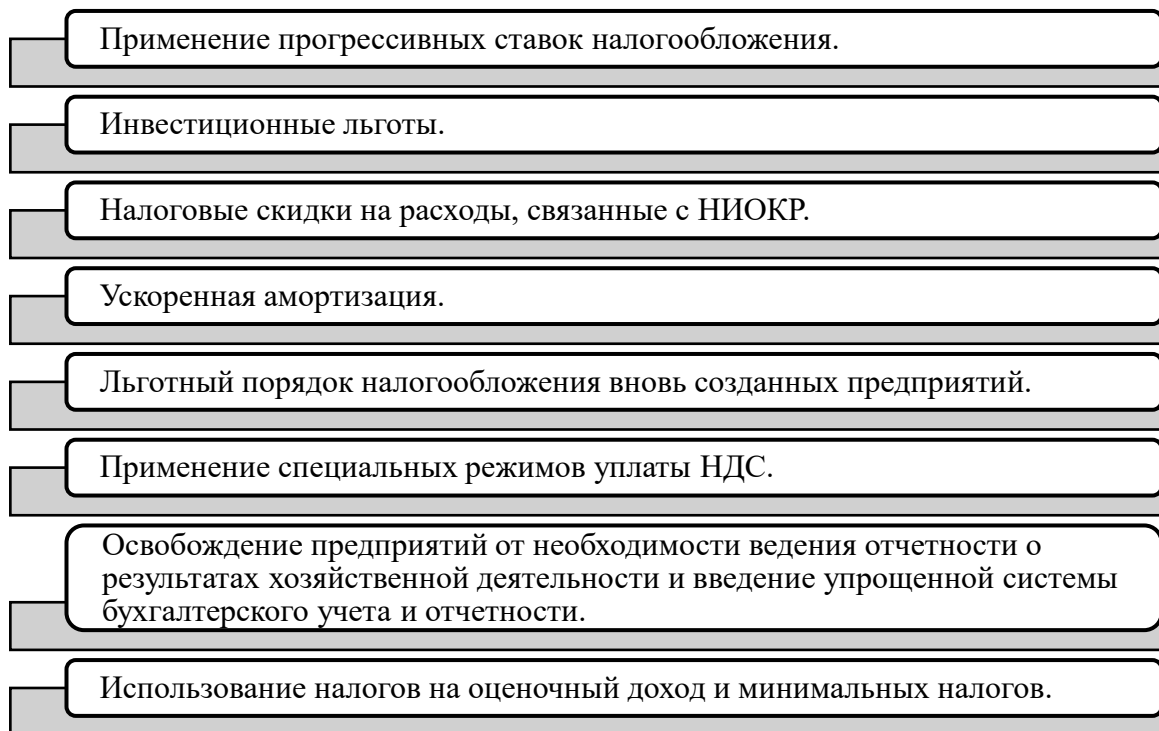 Применение прогрессивных ставок налогообложения.
Инвестиционные льготы.
Налоговые скидки на расходы, связанные с НИОКР.
Ускоренная амортизация.
Льготный порядок налогообложения вновь созданных предприятий.
Применение специальных режимов уплаты НДС.
Освобождение предприятий от необходимости ведения отчетности о
результатах хозяйственной деятельности и введение упрощенной системы
бухгалтерского учета и отчетности.
Использование налогов на оценочный доход и минимальных налогов.